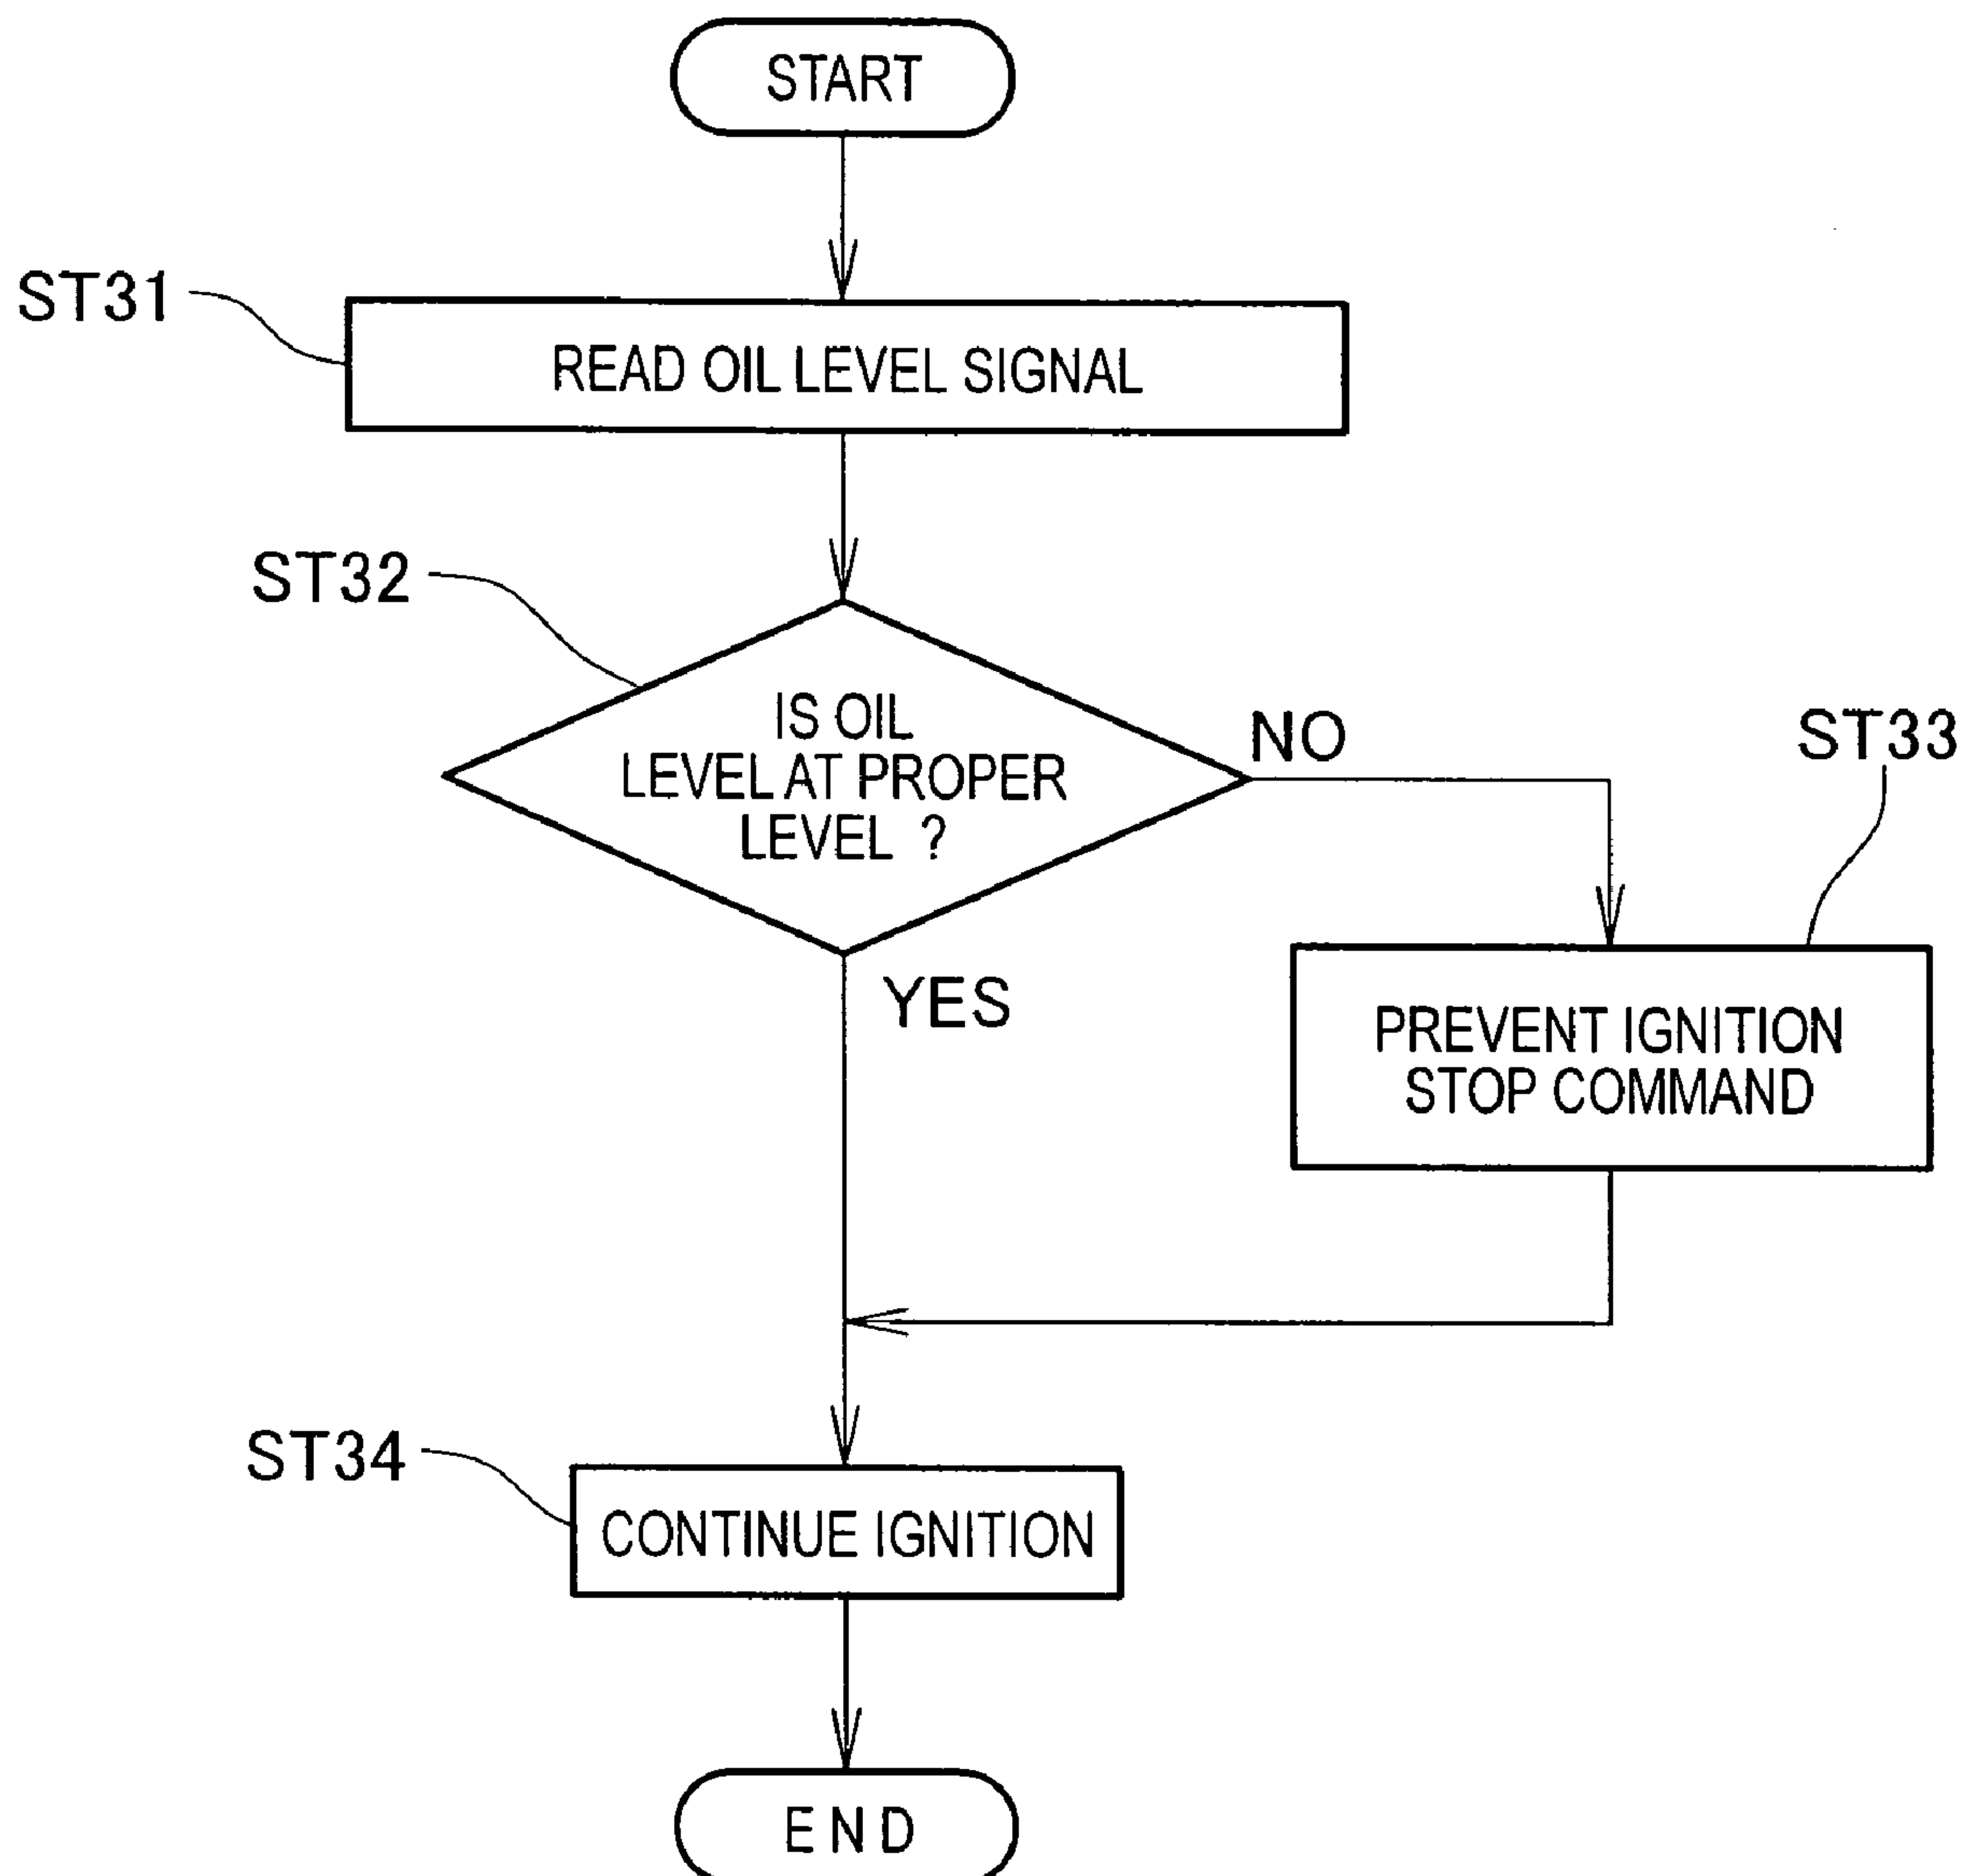 START
ST31
READ OIL LEVEL SIGNAL
ST32
IS OIL
LEVEL AT PROPER
LEVEL ?
NO
ST33
YES
PREVENT IGNITION
STOP COMMAND
ST34
CONTINUE IGNITION
END